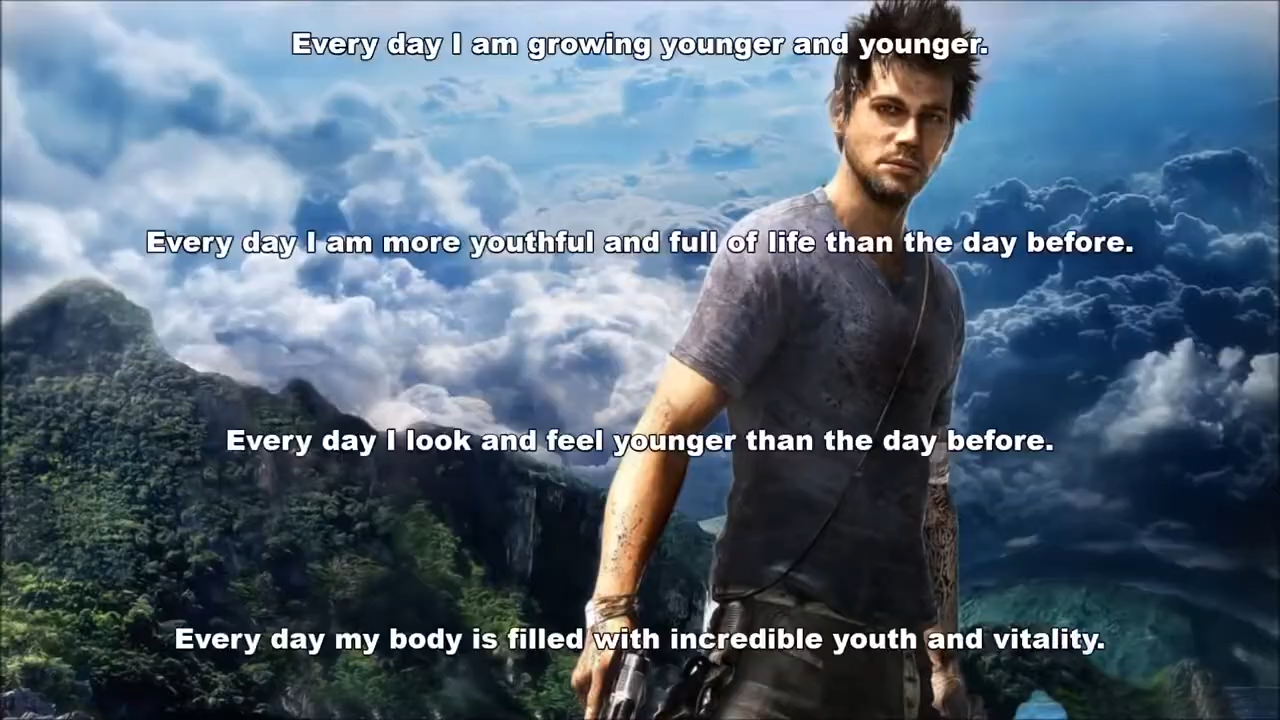 Every day I am growing younger and younger.
Every day I am more youthful and full of life than the day before.
Every day I look and feel younger than the day before.
Every day my body is filled with incredible youth and vitality.